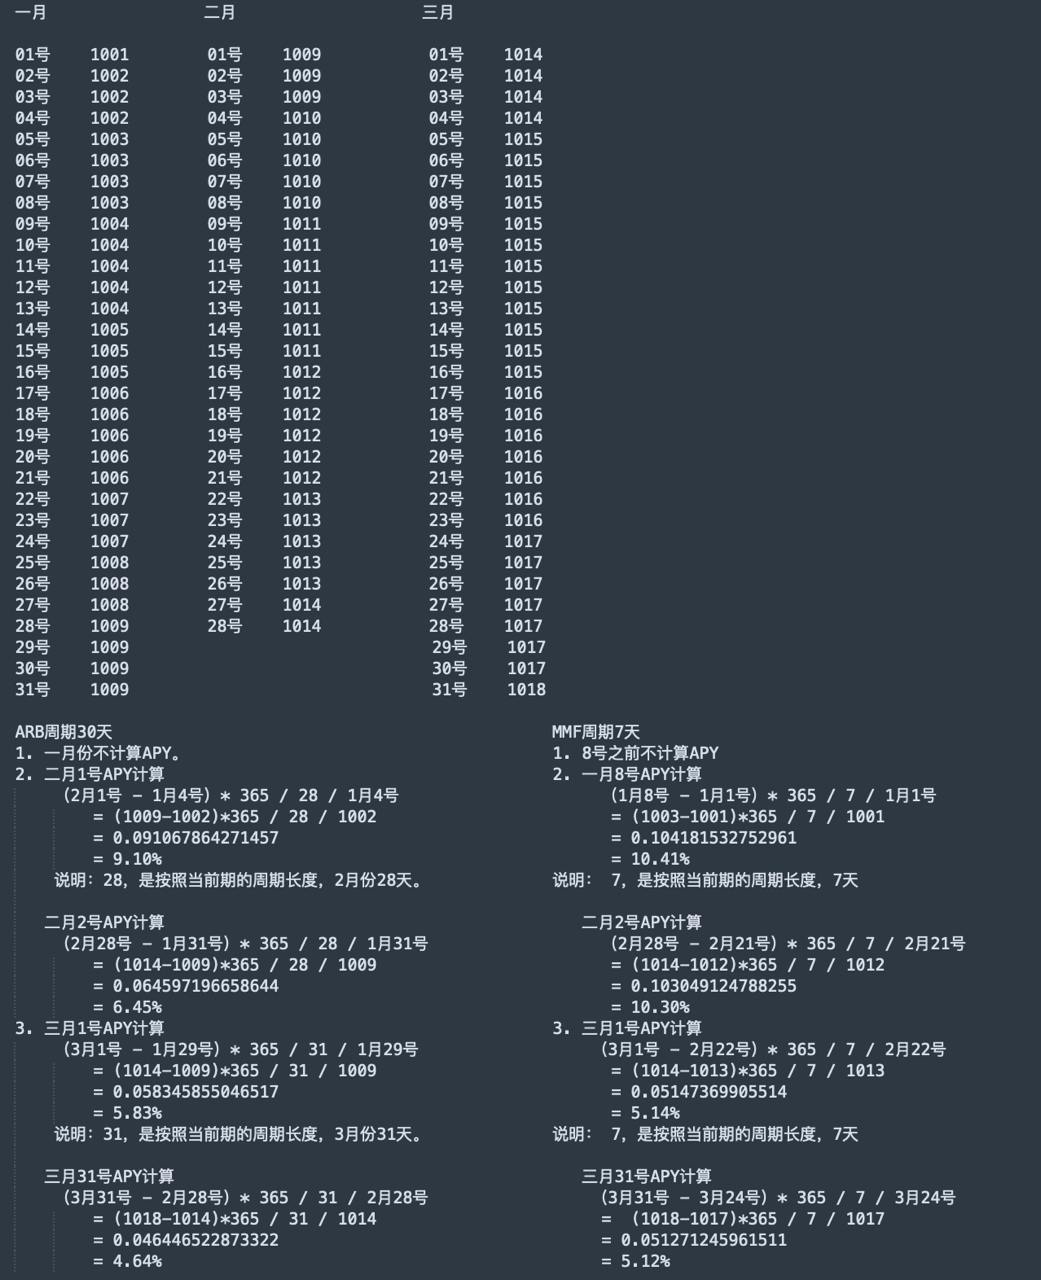 一月 二月 三月
01号 1001 01号 1009 01号 1014
02号 1002 02号 1009 02号 1014
03号 1002 03号 1009 03号 1014
04号 1002 04号 1010 04号 1014
05号 1003 05号 1010 05号 1015
06号 1003 06号 1010 06号 1015
07号 1003 07号 1010 07号 1015
08号 1003 08号 1010 08号 1015
09号 1004 09号 1011 09号 1015
10号 1004 10号 1011 10号 1015
11号 1004 11号 1011 11号 1015
12号 1004 12号 1011 12号 1015
13号 1004 13号 1011 13号 1015
14号 1005 14号 1011 14号 1015
15号 1005 15号 1011 15号 1015
16号 1005 16号 1012 16号 1015
17号 1006 17号 1012 17号 1016
18号 1006 18号 1012 18号 1016
19号 1006 19号 1012 19号 1016
20号 1006 20号 1012 20号 1016
21号 1006 21号 1012 21号 1016
22号 1007 22号 1013 22号 1016
23号 1007 23号 1013 23号 1016
24号 1007 24号 1013 24号 1017
25号 1008 25号 1013 25号 1017
26号 1008 26号 1013 26号 1017
27号 1008 27号 1014 27号 1017
28号 1009 28号 1014 28号 1017
29号 1009 29号 1017
30号 1009 30号 1017
31号 1009 31号 1018
ARB周期30天
1. 一月份不计算APY。
2. 二月1号APY计算
（2月1号 - 1月4号）* 365 / 28 / 1月4号
= (1009-1002)*365 / 28 / 1002
= 0.091067864271457
= 9.10%
说明：28，是按照当前期的周期长度，2月份28天。
二月2号APY计算
（2月28号 - 1月31号）* 365 / 28 / 1月31号
= (1014-1009)*365 / 28 / 1009
= 0.064597196658644
= 6.45%
3. 三月1号APY计算
（3月1号 - 1月29号）* 365 / 31 / 1月29号
= (1014-1009)*365 / 31 / 1009
= 0.058345855046517
= 5.83%
说明：31，是按照当前期的周期长度，3月份31天。
三月31号APY计算
（3月31号 - 2月28号）* 365 / 31 / 2月28号
= (1018-1014)*365 / 31 / 1014
= 0.046446522873322
= 4.64%
MMF周期7天
1. 8号之前不计算APY
2. 一月8号APY计算
（1月8号 - 1月1号）* 365 / 7 / 1月1号
= (1003-1001)*365 / 7 / 1001
= 0.104181532752961
= 10.41%
说明： 7，是按照当前期的周期长度，7天
二月2号APY计算
（2月28号 - 2月21号）* 365 / 7 / 2月21号
= (1014-1012)*365 / 7 / 1012
= 0.103049124788255
= 10.30%
3. 三月1号APY计算
（3月1号 - 2月22号）* 365 / 7 / 2月22号
= (1014-1013)*365 / 7 / 1013
= 0.05147369905514
= 5.14%
说明： 7，是按照当前期的周期长度，7天
三月31号APY计算
（3月31号 - 3月24号）* 365 / 7 / 3月24号
= (1018-1017)*365 / 7 / 1017
= 0.051271245961511
= 5.12%